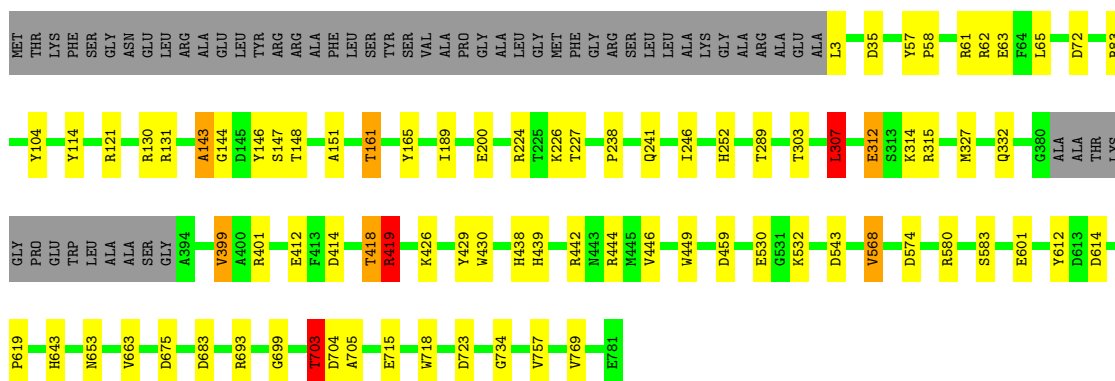 MET THR LYS PHE SER GLY ASN GLU LEU ARG ALA GLU LEU TYR ARG ARG ALA PHE LEU SER TYR SER VAL ALA PRO GLY ALA LEU GLY MET PHE GLY ARG SER LEU LEU ALA LYS GLY ALA ARG ALA GLU ALA L3 D35 Y57 P58 R61 R62 E63 F64 L65 D72
Y104 Y114 R121 R130 R131 A143 G144 D145 Y146 S147 T148 A151 T161 Y165 I189 E200 R224 T225 K226 T227 P238 Q241 I246 H252 T289 T303 L307 E312 S313 K314 R315 M327 Q332 G380 ALA ALA THR LYS
GLY PRO GLU TRP LEU ALA ALA SER GLY A394 V399 A400 R401 E412 F413 D414 T418 R419 K426 Y429 W430 H438 H439 R442 N443 R444 M445 V446 W449 D459 E530 G531 K532 D543 V568 D574 R580 S583 E601 Y612 D613 D614
P619 H643 N653 V663 D675 D683 R693 G699 T703 D704 A705 E715 W718 D723 G734 V757 V769 E781